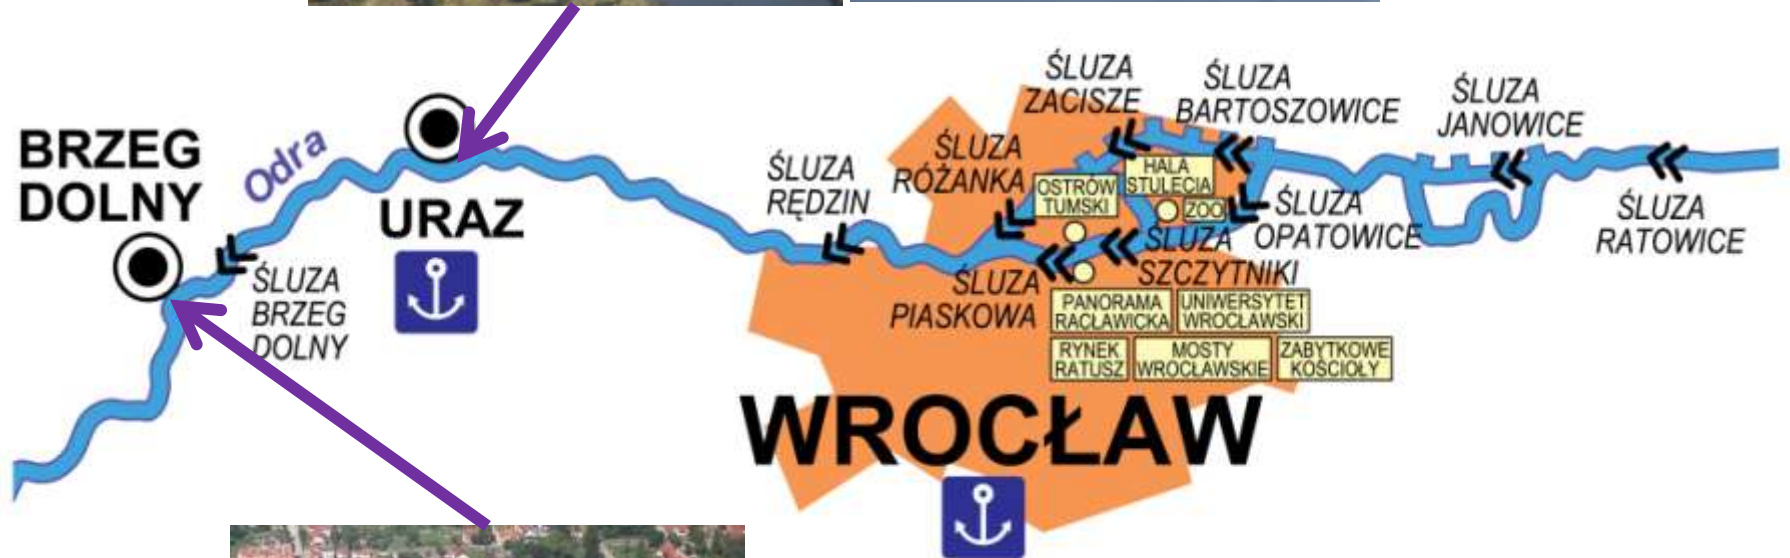 BRZEG
DOLNY
Odra
URAZ
ŚLUZA
BRZEG
DOLNY
ŚLUZA
RĘDZIN
ŚLUZA
RÓŻANKA
ŚLUZA
ZACISZE
ŚLUZA
BARTOSZOWICE
ŚLUZA
JANOWICE
ŚLUZA
RATOWICE
OSTRÓW
TUMSKI
HALA
STULECIA
ZOO
ŚLUZA
OPATOWICE
ŚLUZA
SZCZYTNIKI
ŚLUZA
PIASKOWA
PANORAMA
RACŁAWICKA
UNIWERSYTET
WROCŁAWSKI
RYNEK
RATUSZ
MOSTY
WROCŁAWSKIE
ZABYTKOWE
KOŚCIOŁY
WROCŁAW